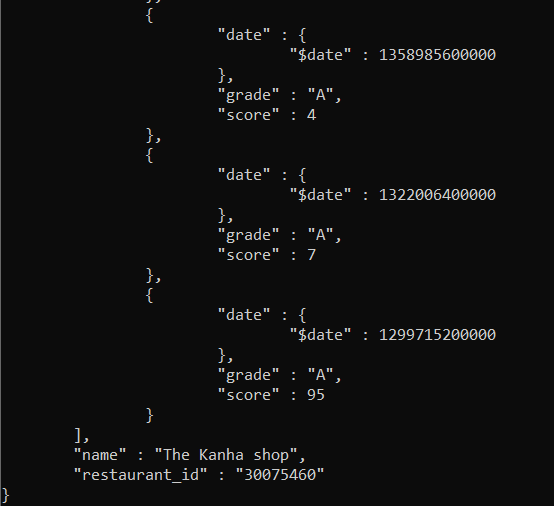 },
{
"date" : {
"$date" : 1358985600000
},
"grade" : "A",
"score" : 4
},
{
"date" : {
"$date" : 1322006400000
},
"grade" : "A",
"score" : 7
},
{
"date" : {
"$date" : 1299715200000
},
"grade" : "A",
"score" : 95
}
],
"name" : "The Kanha shop",
"restaurant_id" : "30075460"
}